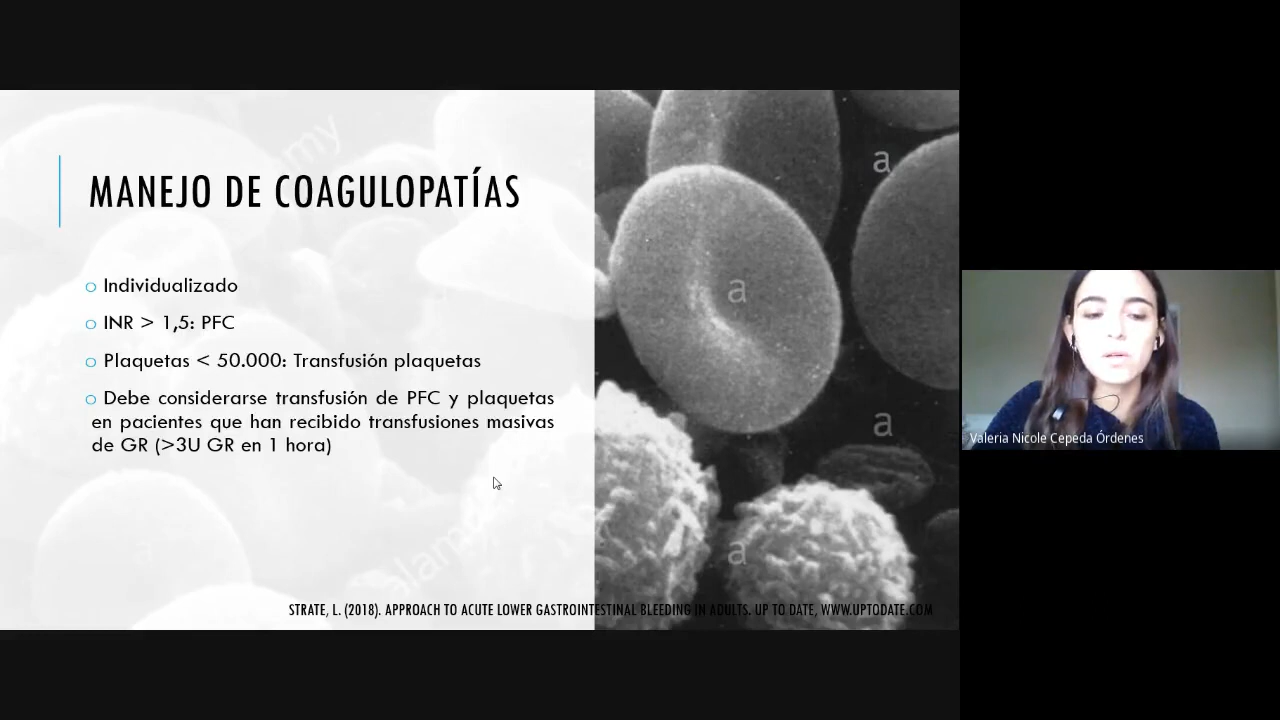 MANEJO DE COAGULOPATÍAS
o Individualizado
o INR > 1,5: PFC
o Plaquetas < 50.000: Transfusión plaquetas
o Debe considerarse transfusión de PFC y plaquetas
en pacientes que han recibido transfusiones masivas
de GR (>3U GR en 1 hora)
STRATE, L. (2018). APPROACH TO ACUTE LOWER GASTROINTESTINAL BLEEDING IN ADULTS. UP TO DATE, WWW.UPTODATE.COM
a
a
a
a
alamy
Valeria Nicole Cepeda Órdenes